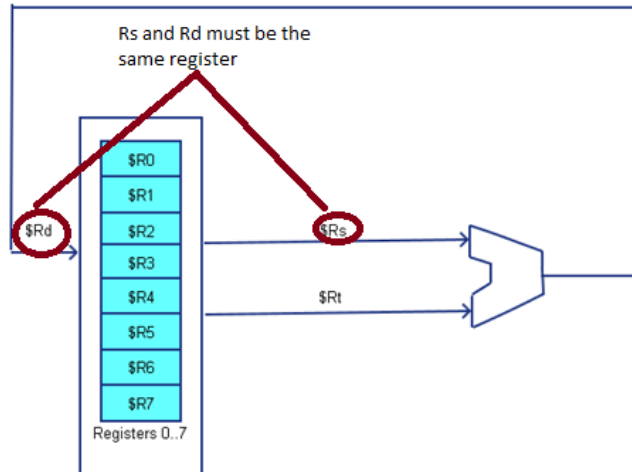 Rs and Rd must be the
same register
$R0
$R1
$Rd
$R2
$Rs
$R3
$R4
$Rt
$R5
$R6
$R7
Registers 0..7